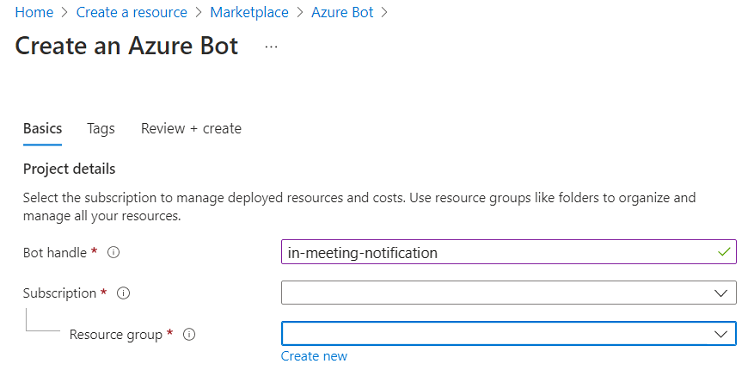 Home > Create a resource > Marketplace > Azure Bot >
Create an Azure Bot ...
Basics Tags Review + create
Project details
Select the subscription to manage deployed resources and costs. Use resource groups like folders to organize and
manage all your resources.
Bot handle * in-meeting-notification
Subscription *
Resource group *
Create new